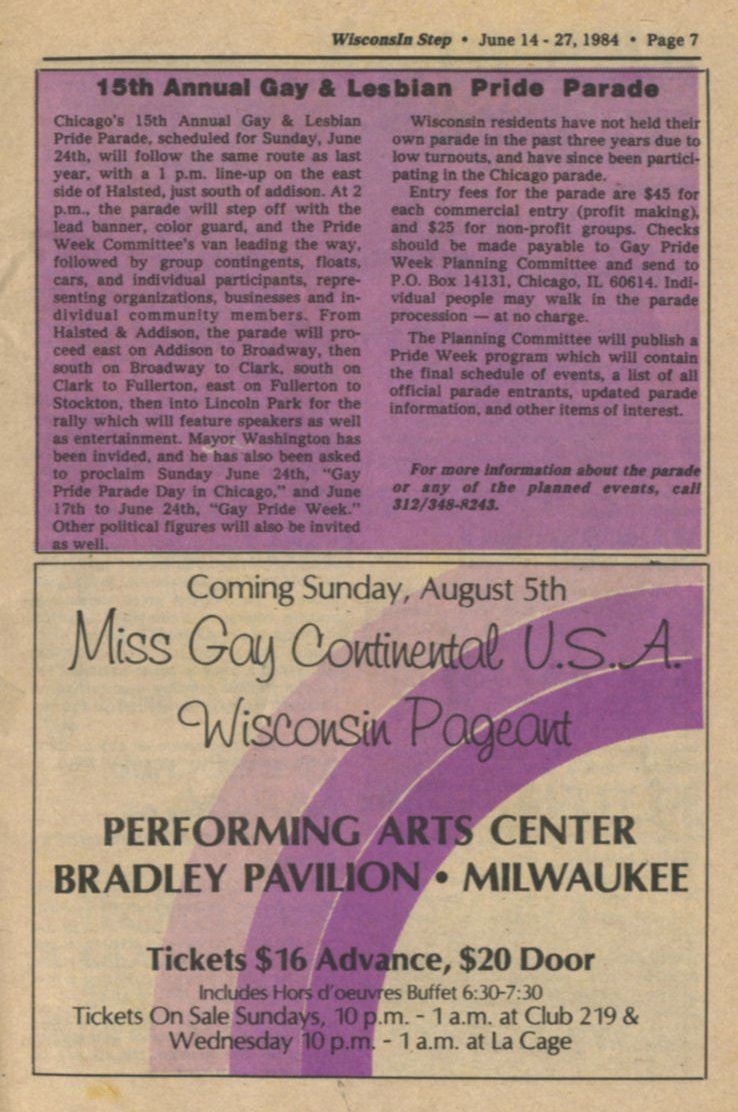 WisconsIn Step • June 14 - 27, 1984 • Page 7
15th Annual Gay & Lesbian Pride Parade
Chicago's 15th Annual Gay & Lesbian
Pride Parade, scheduled for Sunday, June
24th, will follow the same route as last
year, with a 1 p.m. line-up on the east
side of Halsted, just south of addison. At 2
p.m., the parade will step off with the
lead banner, color guard, and the Pride
Week Committee's van leading the way,
followed by group contingents, floats,
cars, and individual participants, repre-
senting organizations, businesses and in-
dividual community members. From
Halsted & Addison, the parade will pro-
ceed east on Addison to Broadway, then
south on Broadway to Clark, south on
Clark to Fullerton, east on Fullerton to
Stockton, then into Lincoln Park for the
rally which will feature speakers as well
as entertainment. Mayor Washington has
been invided, and he has also been asked
to proclaim Sunday June 24th, "Gay
Pride Parade Day in Chicago," and June
17th to June 24th, "Gay Pride Week."
Other political figures will also be invited
as well.
Wisconsin residents have not held their
own parade in the past three years due to
low turnouts, and have since been partici-
pating in the Chicago parade.
Entry fees for the parade are $45 for
each commercial entry (profit making),
and $25 for non-profit groups. Checks
should be made payable to Gay Pride
Week Planning Committee and send to
P.O. Box 14131, Chicago, IL 60614. Indi-
vidual people may walk in the parade
procession — at no charge.
The Planning Committee will publish a
Pride Week program which will contain
the final schedule of events, a list of all
official parade entrants, updated parade
information, and other items of interest.
For more information about the parade
or any of the planned events, call
312/348-8243.
Coming Sunday, August 5th
Miss Gay Continental U.S.A.
Wisconsin Pageant
PERFORMING ARTS CENTER
BRADLEY PAVILION • MILWAUKEE
Tickets $16 Advance, $20 Door
Includes Hors d'oeuvres Buffet 6:30-7:30
Tickets On Sale Sundays, 10 p.m. - 1 a.m. at Club 219 &
Wednesday 10 p.m. - 1 a.m. at La Cage